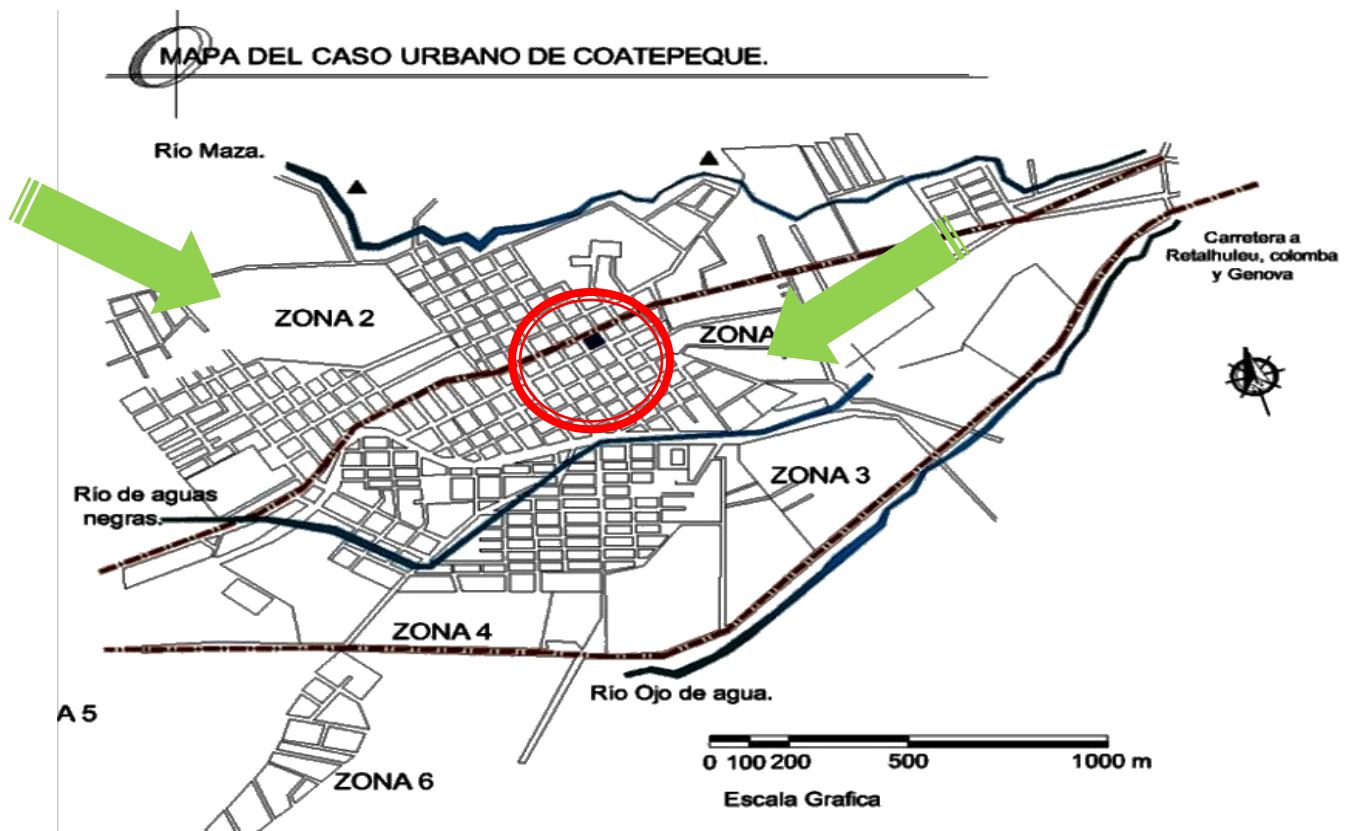 MAPA DEL CASO URBANO DE COATEPEQUE.
Río Maza.
Carretera a
Retalhuleu, colomba
y Genova
ZONA 2
ZONA
ZONA 3
Río de aguas
negras.
ZONA 4
Río Ojo de agua.
A 5
ZONA 6
0 100 200 500 1000 m
Escala Grafica